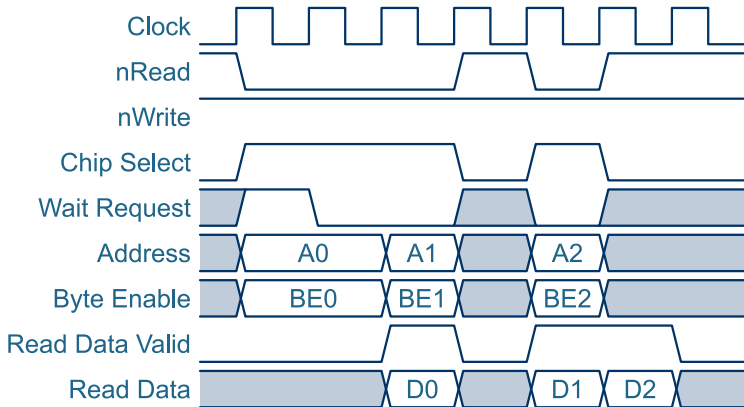 Clock
nRead
nWrite
Chip Select
Wait Request
Address A0 A1 A2
Byte Enable BE0 BE1 BE2
Read Data Valid
Read Data D0 D1 D2